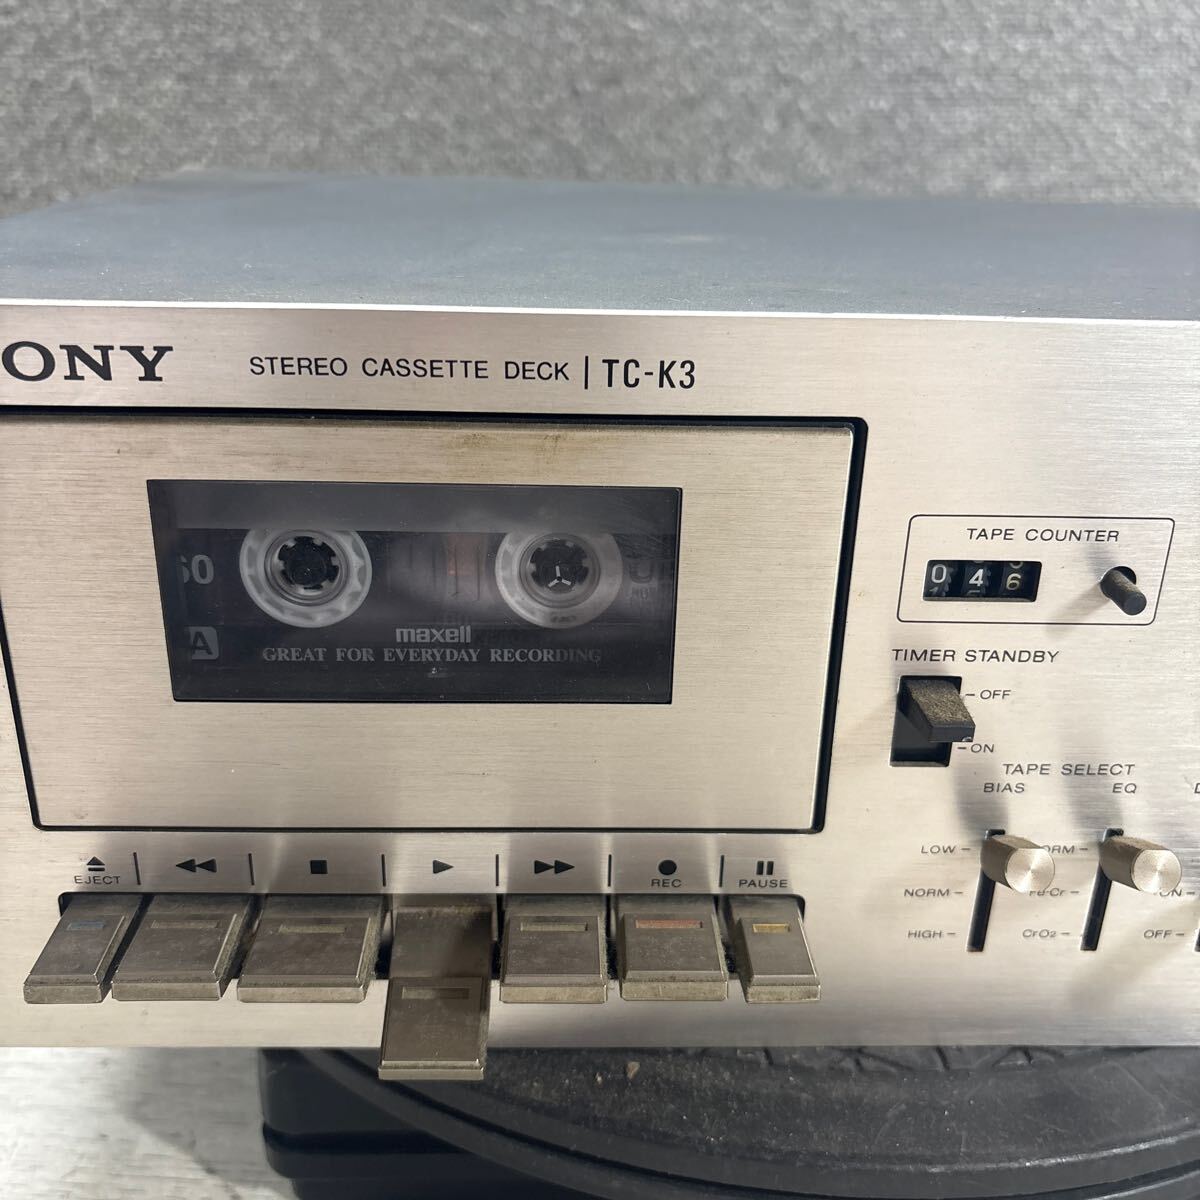 ONY STEREO CASSETTE DECK | TC-K3
TAPE COUNTER
0 4 6
60
A
maxell
GREAT FOR EVERYDAY RECORDING
TIMER STANDBY
OFF
ON
TAPE SELECT
BIAS EQ
LOW ORM
NORM Fe-Cr ON
HIGH CrO2 OFF
EJECT REC PAUSE